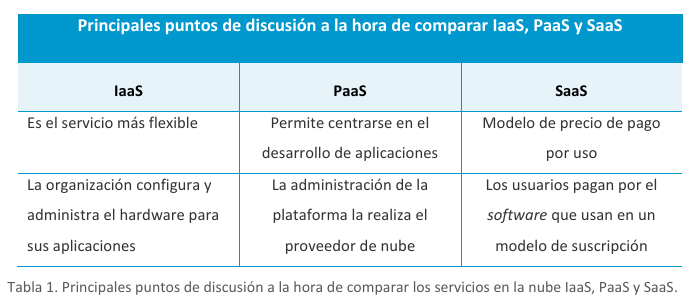 Principales puntos de discusión a la hora de comparar IaaS, PaaS y SaaS
IaaS
PaaS
SaaS
Es el servicio más flexible
Permite centrarse en el
desarrollo de aplicaciones
Modelo de precio de pago
por uso
La organización configura y
administra el hardware para
sus aplicaciones
La administración de la
plataforma la realiza el
proveedor de nube
Los usuarios pagan por el
software que usan en un
modelo de suscripción
Tabla 1. Principales puntos de discusión a la hora de comparar los servicios en la nube IaaS, PaaS y SaaS.